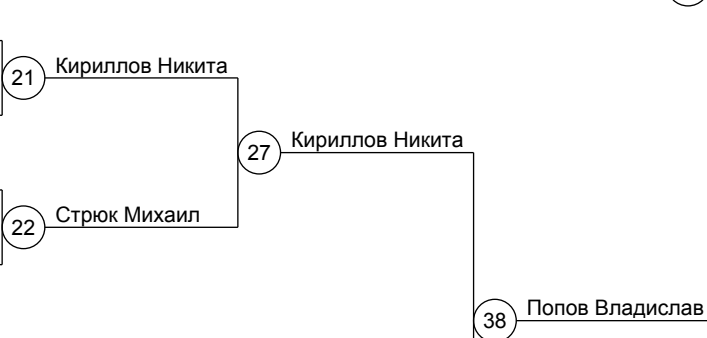 21 Кириллов Никита
27 Кириллов Никита
22 Стрюк Михаил
38 Попов Владислав